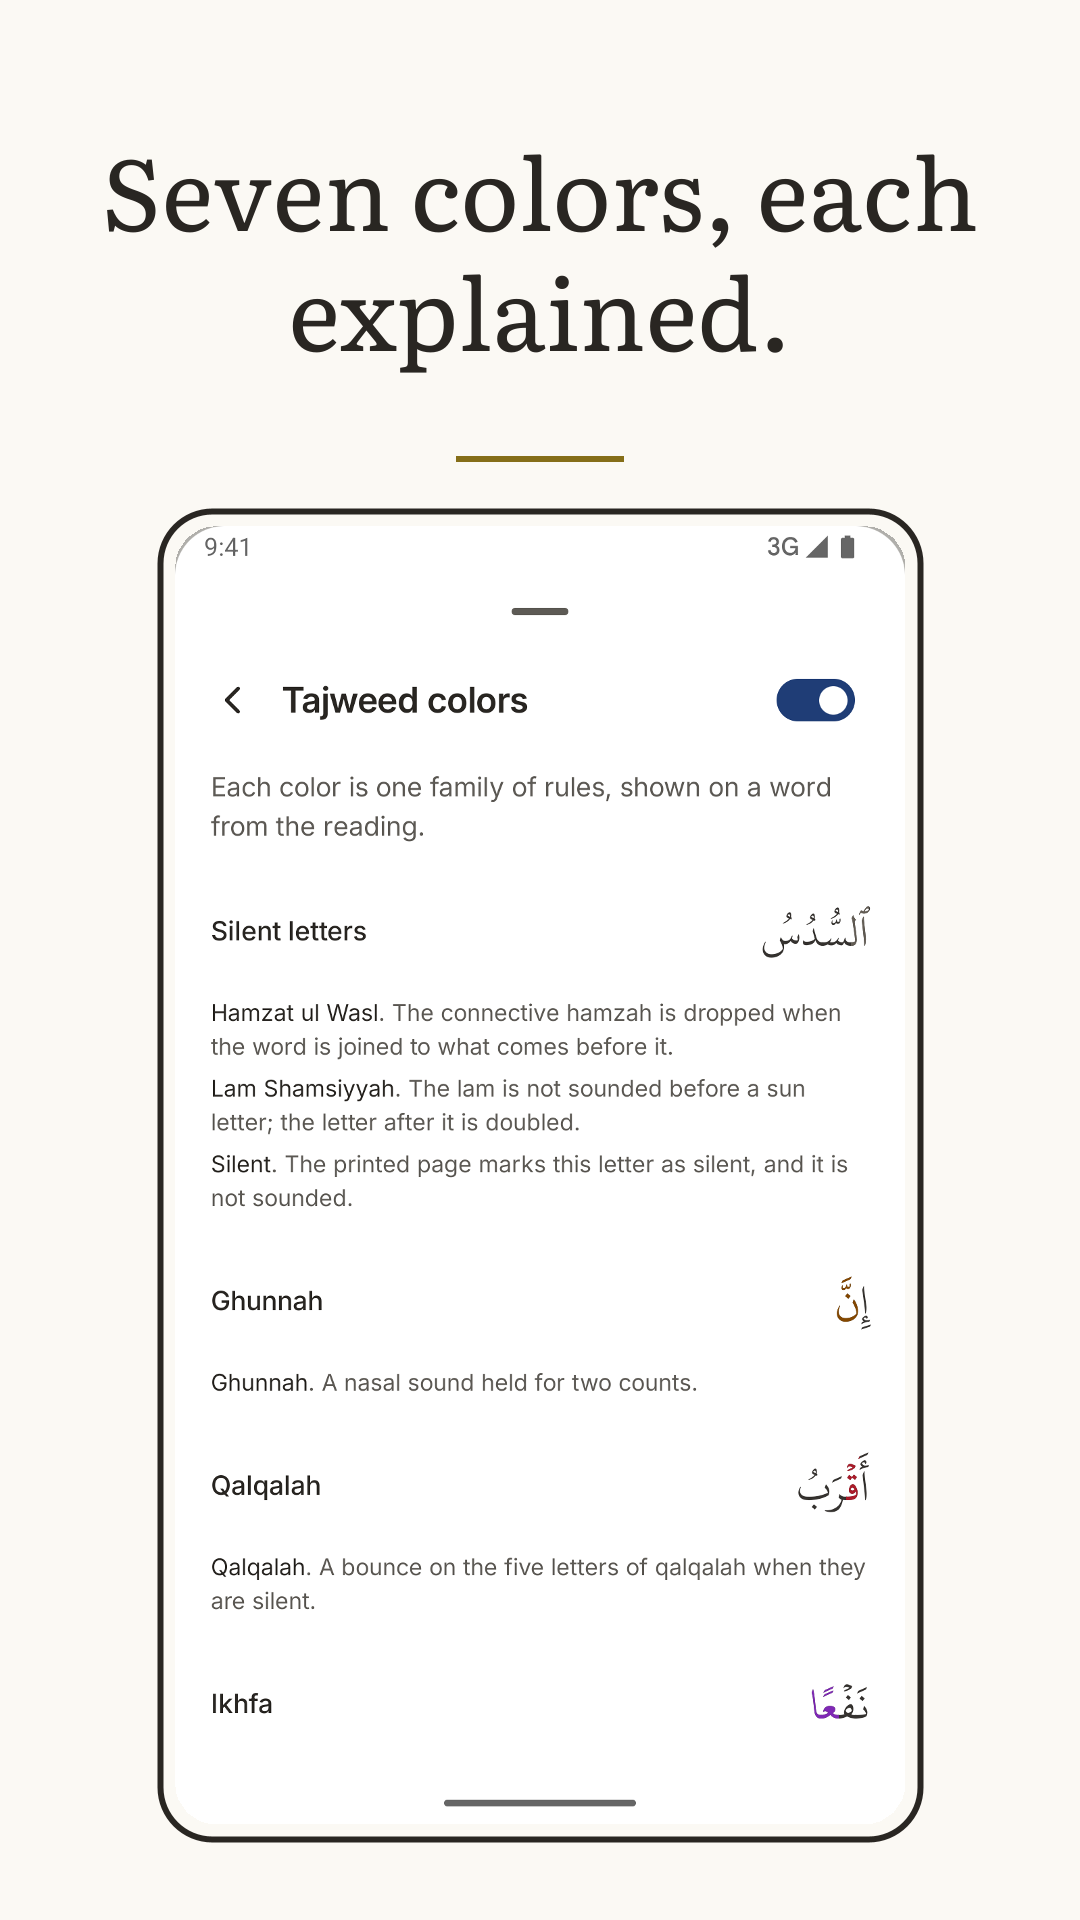 Seven colors, each
explained.
9:41 3G
Tajweed colors
Each color is one family of rules, shown on a word
from the reading.
Silent letters ٱلسُّدُسُ
Hamzat ul Wasl. The connective hamzah is dropped when
the word is joined to what comes before it.
Lam Shamsiyyah. The lam is not sounded before a sun
letter; the letter after it is doubled.
Silent. The printed page marks this letter as silent, and it is
not sounded.
Ghunnah إِنَّ
Ghunnah. A nasal sound held for two counts.
Qalqalah أَقۡرَبُ
Qalqalah. A bounce on the five letters of qalqalah when they
are silent.
Ikhfa نَفۡعًا